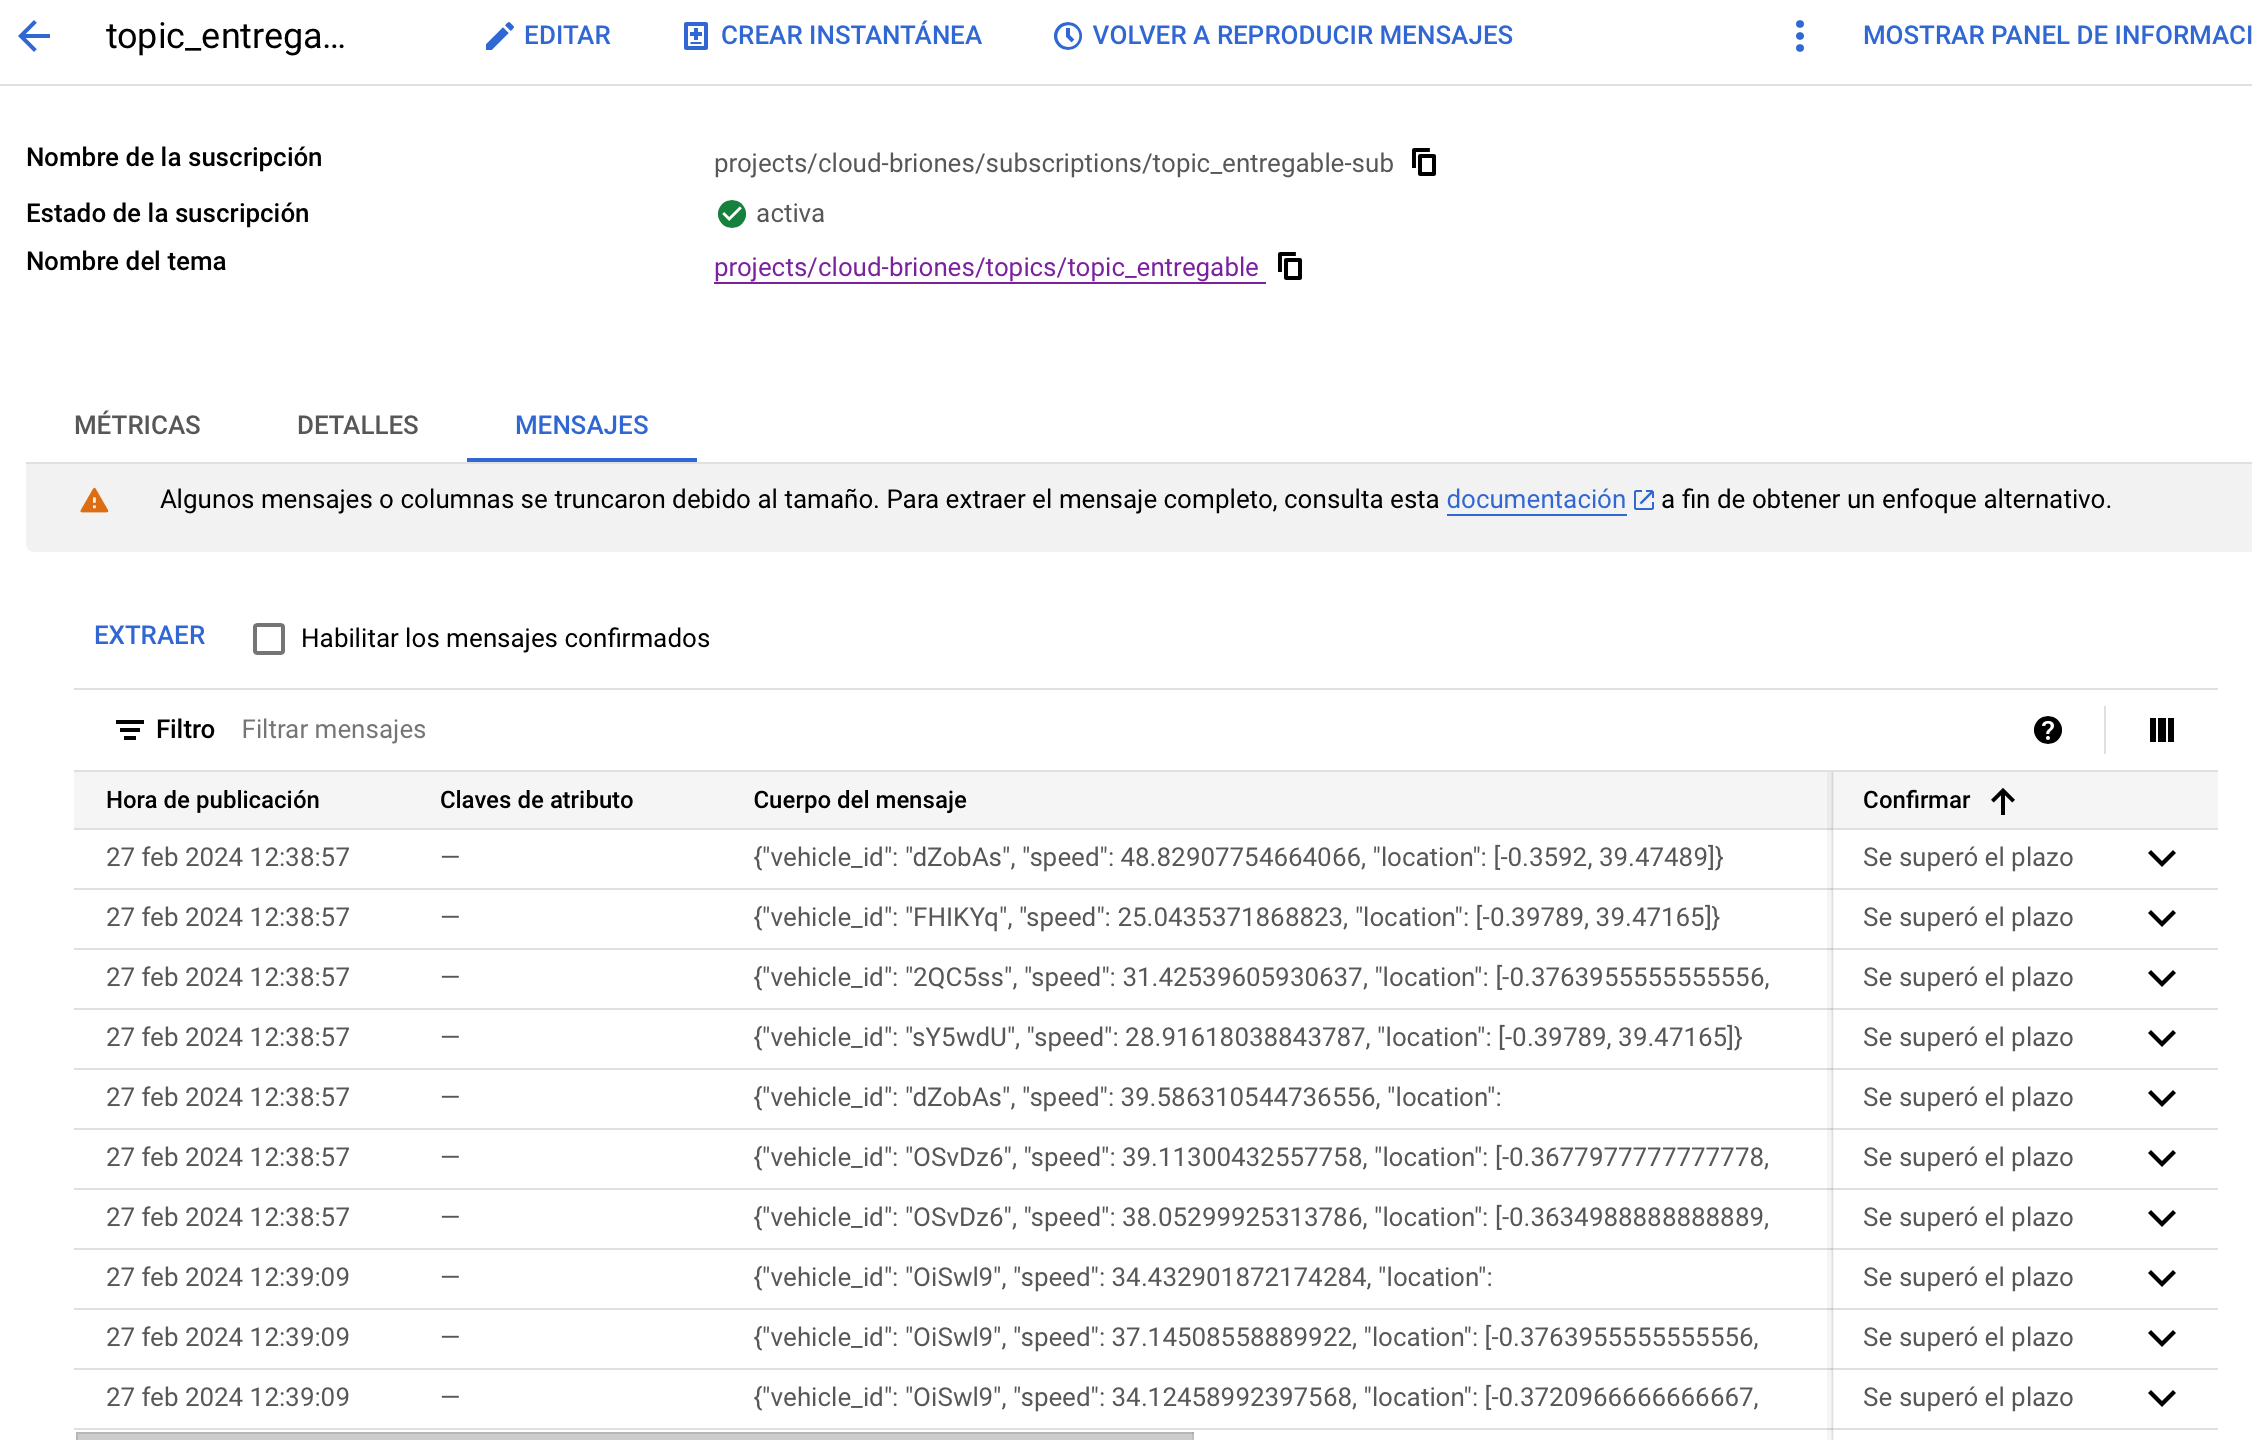 topic_entrega...
EDITAR
CREAR INSTANTÁNEA
VOLVER A REPRODUCIR MENSAJES
MOSTRAR PANEL DE INFORMACI
Nombre de la suscripción
projects/cloud-briones/subscriptions/topic_entregable-sub
Estado de la suscripción
activa
Nombre del tema
projects/cloud-briones/topics/topic_entregable
MÉTRICAS
DETALLES
MENSAJES
Algunos mensajes o columnas se truncaron debido al tamaño. Para extraer el mensaje completo, consulta esta documentación a fin de obtener un enfoque alternativo.
EXTRAER
Habilitar los mensajes confirmados
Filtro Filtrar mensajes
Hora de publicación Claves de atributo Cuerpo del mensaje Confirmar
27 feb 2024 12:38:57 — {"vehicle_id": "dZobAs", "speed": 48.82907754664066, "location": [-0.3592, 39.47489]} Se superó el plazo
27 feb 2024 12:38:57 — {"vehicle_id": "FHIKYq", "speed": 25.0435371868823, "location": [-0.39789, 39.47165]} Se superó el plazo
27 feb 2024 12:38:57 — {"vehicle_id": "2QC5ss", "speed": 31.42539605930637, "location": [-0.3763955555555556, Se superó el plazo
27 feb 2024 12:38:57 — {"vehicle_id": "sY5wdU", "speed": 28.91618038843787, "location": [-0.39789, 39.47165]} Se superó el plazo
27 feb 2024 12:38:57 — {"vehicle_id": "dZobAs", "speed": 39.586310544736556, "location": Se superó el plazo
27 feb 2024 12:38:57 — {"vehicle_id": "OSvDz6", "speed": 39.11300432557758, "location": [-0.3677977777777778, Se superó el plazo
27 feb 2024 12:38:57 — {"vehicle_id": "OSvDz6", "speed": 38.05299925313786, "location": [-0.3634988888888889, Se superó el plazo
27 feb 2024 12:39:09 — {"vehicle_id": "OiSwl9", "speed": 34.432901872174284, "location": Se superó el plazo
27 feb 2024 12:39:09 — {"vehicle_id": "OiSwl9", "speed": 37.14508558889922, "location": [-0.3763955555555556, Se superó el plazo
27 feb 2024 12:39:09 — {"vehicle_id": "OiSwl9", "speed": 34.12458992397568, "location": [-0.3720966666666667, Se superó el plazo